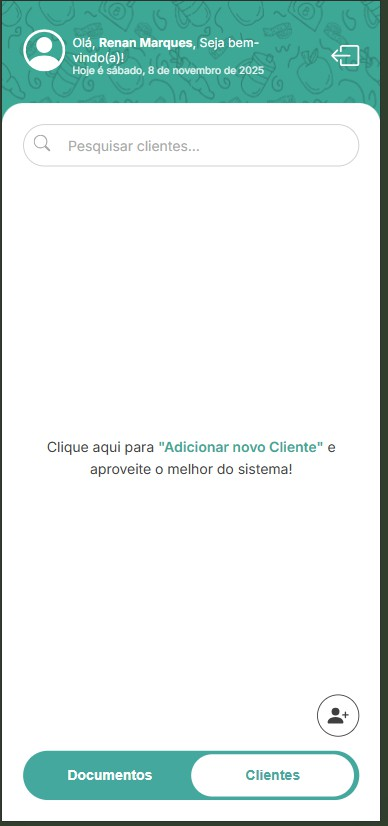 Olá, Renan Marques, Seja bem-
vindo(a)!
Hoje é sábado, 8 de novembro de 2025
Pesquisar clientes...
Clique aqui para "Adicionar novo Cliente" e
aproveite o melhor do sistema!
Documentos
Clientes